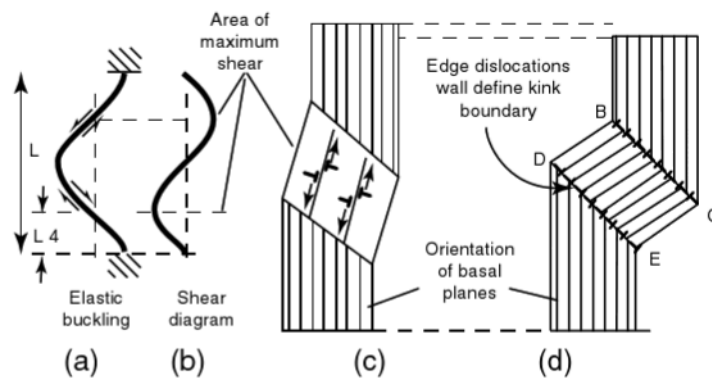 Area of
maximum
shear
Edge dislocations
wall define kink
boundary
B
D
L
C
L 4
E
Orientation
of basal
planes
Elastic
buckling
Shear
diagram
(a)
(b)
(c)
(d)